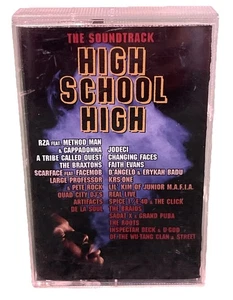 THE SOUNDTRACK
HIGH
SCHOOL
HIGH
RZA FEAT. METHOD MAN
& CAPPADONNA
A TRIBE CALLED QUEST
THE BRAXTONS
SCARFACE FEAT. FACEMOB
LARGE PROFESSOR
& PETE ROCK
QUAD CITY DJ'S
ARTIFACTS
DE LA SOUL
JODECI
CHANGING FACES
FAITH EVANS
D'ANGELO & ERYKAH BADU
KRS-ONE
LIL' KIM OF JUNIOR M.A.F.I.A.
REAL LIVE
SPICE 1, E-40 & THE CLICK
THE BRAIDS
SADAT X & GRAND PUBA
THE ROOTS
INSPECTAH DECK & U-GOD
OF THE WU-TANG CLAN & STREET